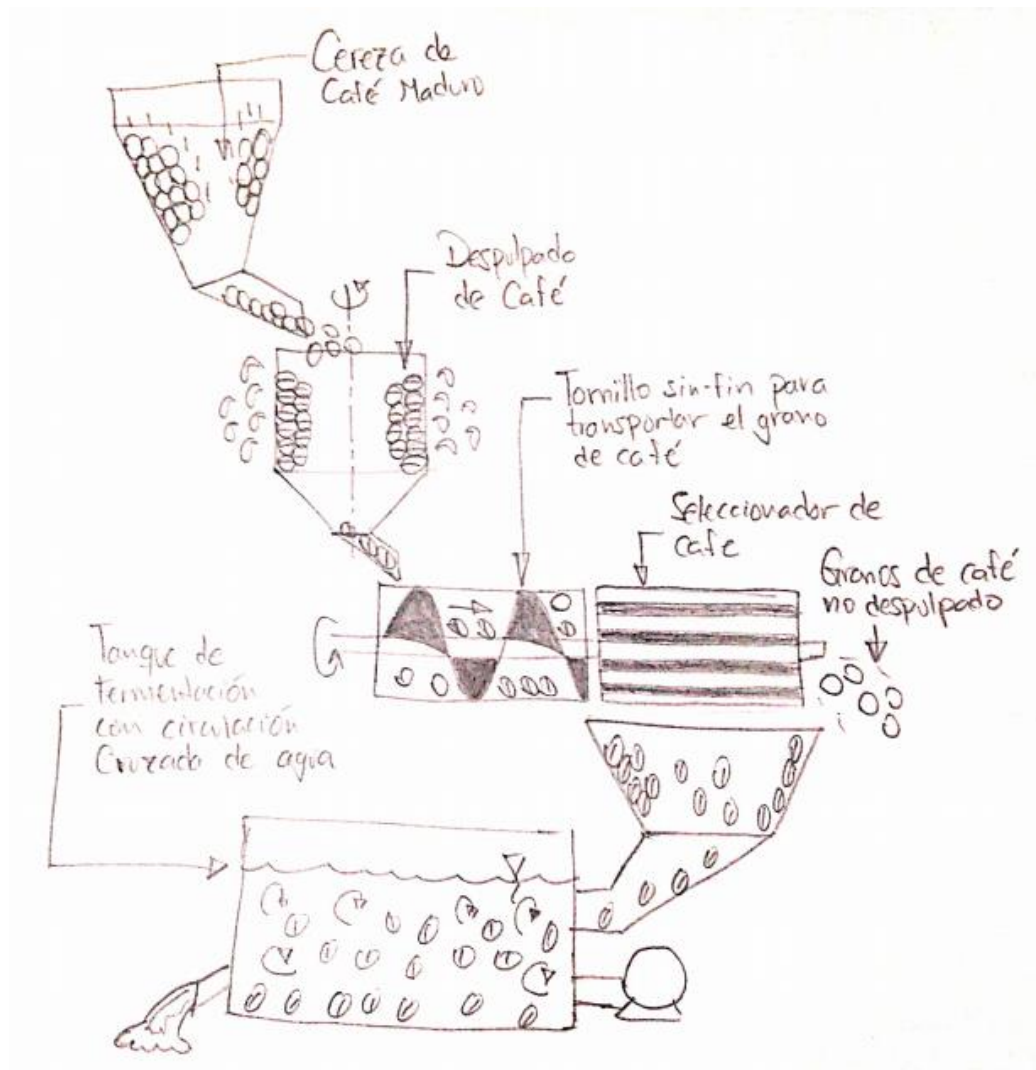 Cereza de
Café Maduro
Despulpado
de Café
Tornillo sin-fin para
transportar el grano
de café
Seleccionador de
cafe
Granos de café
no despulpado
Tanque de
fermentación
con circulación
Cruzado de agua